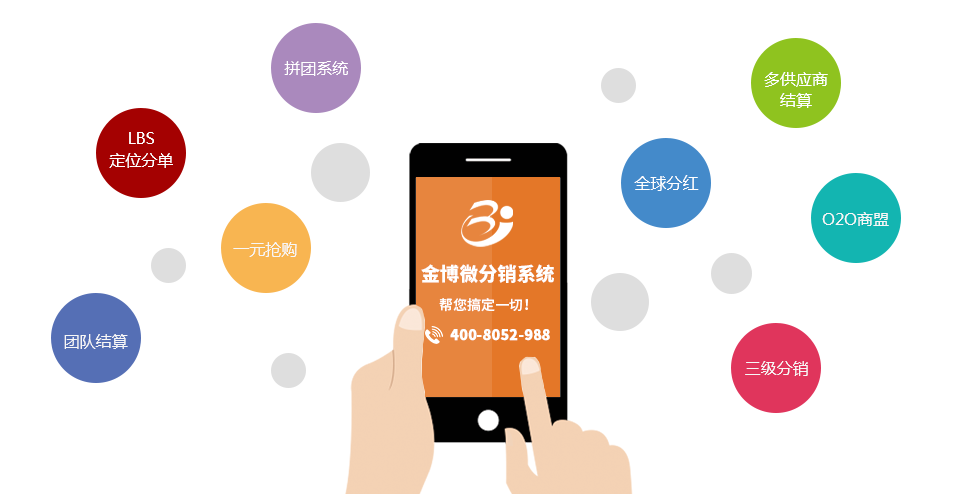 拼团系统
多供应商
结算
LBS
定位分单
全球分红
O2O商盟
一元抢购
金博微分销系统
帮您搞定一切!
400-8052-988
团队结算
三级分销